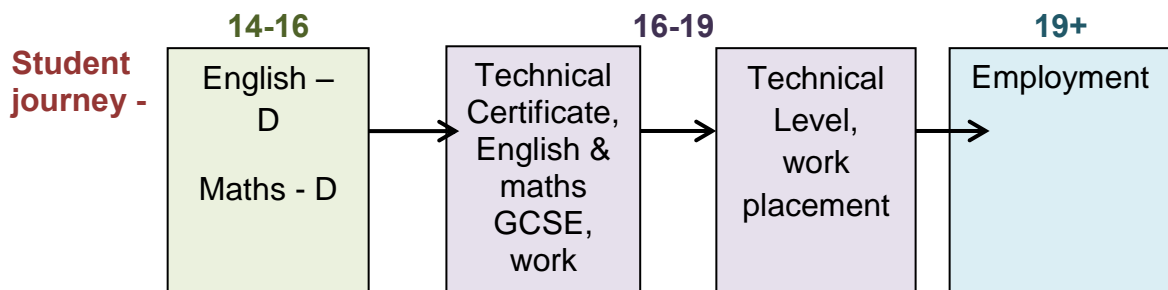 14-16
16-19
19+
Student
journey -
English –
D
Maths - D
Technical
Certificate,
English &
maths
GCSE,
work
Technical
Level,
work
placement
Employment